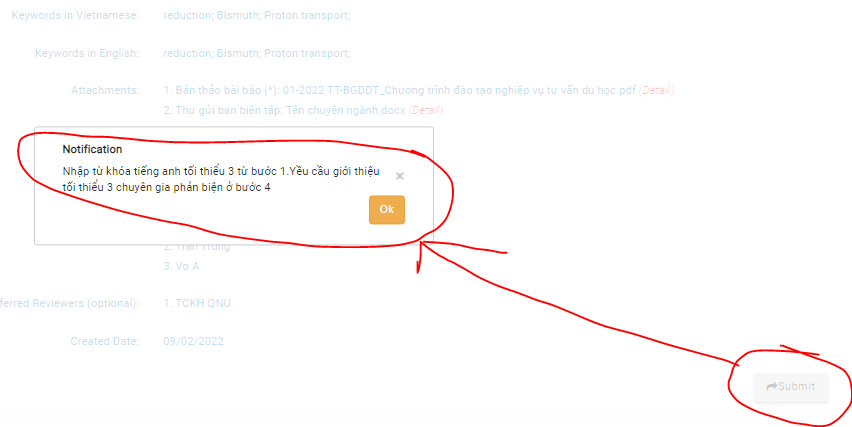 Keywords in Vietnamese: reduction; Bismuth; Proton transport;
Keywords in English: reduction; Bismuth; Proton transport;
Attachments: 1. Bản thảo bài báo (*): 01-2022 TT-BGDDT_Chương trình đào tạo nghiệp vụ tư vấn du học.pdf (Detail)
2. Thư gửi ban biên tập: Tên chuyên ngành.docx (Detail)
Notification
Nhập từ khóa tiếng anh tối thiểu 3 từ bước 1.Yều cầu giới thiệu
tối thiểu 3 chuyên gia phản biện ở bước 4
×
Ok
2. Tran Trung
3. Vo A
ferred Reviewers (optional): 1. TCKH QNU
Created Date: 09/02/2022
Submit